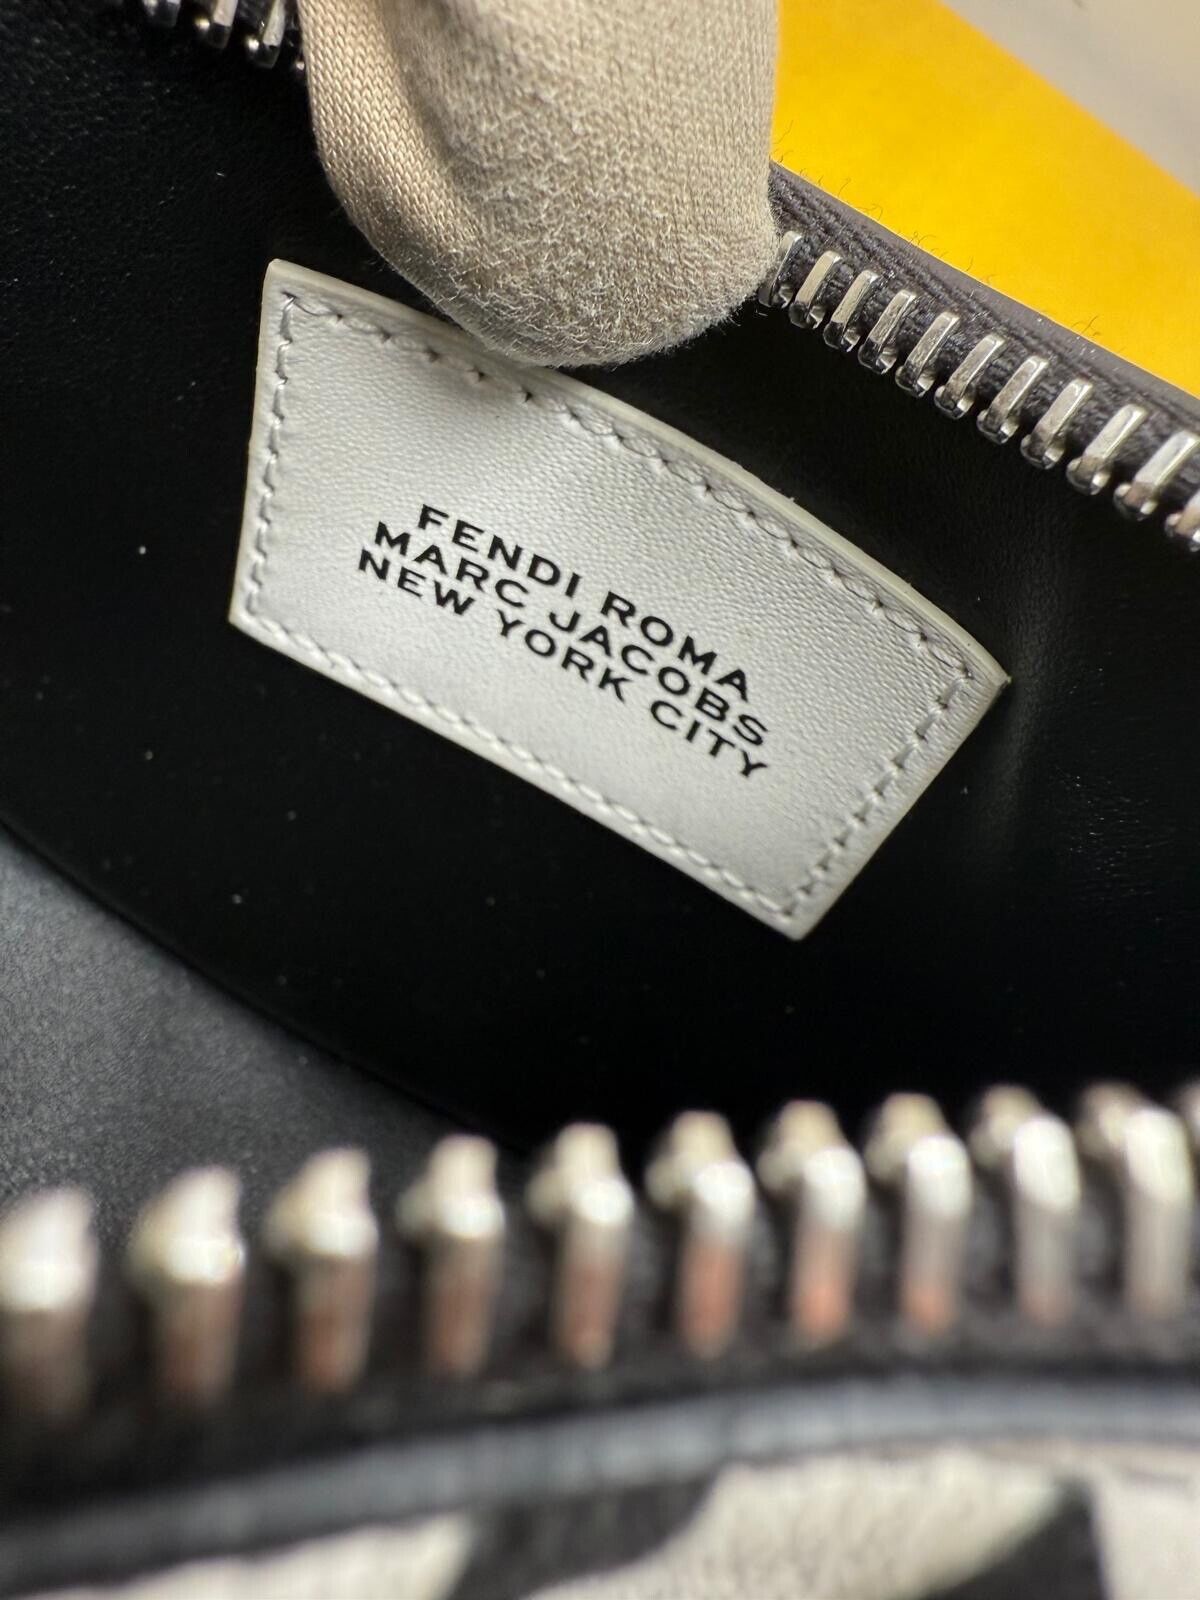 FENDI ROMA
MARC JACOBS
NEW YORK CITY